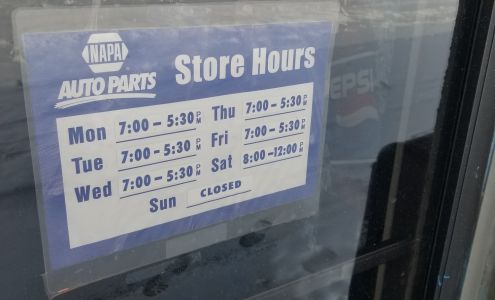 NAPA
AUTO PARTS
Store Hours
Mon 7:00 - 5:30 PM
Tue 7:00 - 5:30 PM
Wed 7:00 - 5:30 PM
Thu 7:00 - 5:30 PM
Fri 7:00 - 5:30 PM
Sat 8:00 - 12:00 PM
Sun CLOSED
PEPSI